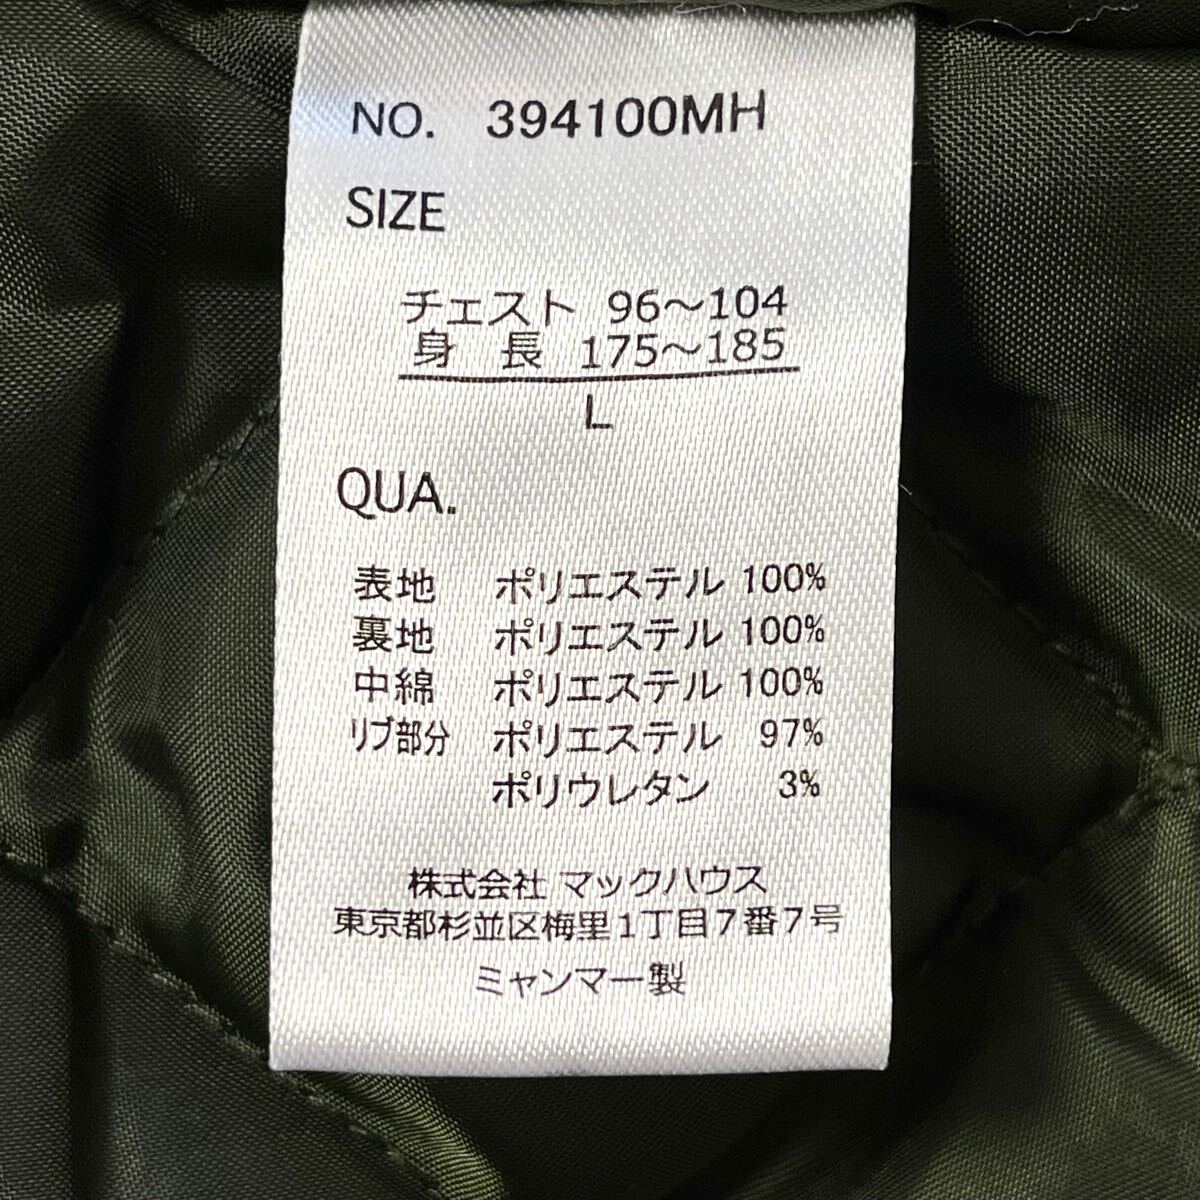 NO. 394100MH
SIZE
チェスト 96～104
身 長 175～185
L
QUA.
表地 ポリエステル 100%
裏地 ポリエステル 100%
中綿 ポリエステル 100%
リブ部分 ポリエステル 97%
ポリウレタン 3%
株式会社 マックハウス
東京都杉並区梅里1丁目7番7号
ミャンマー製